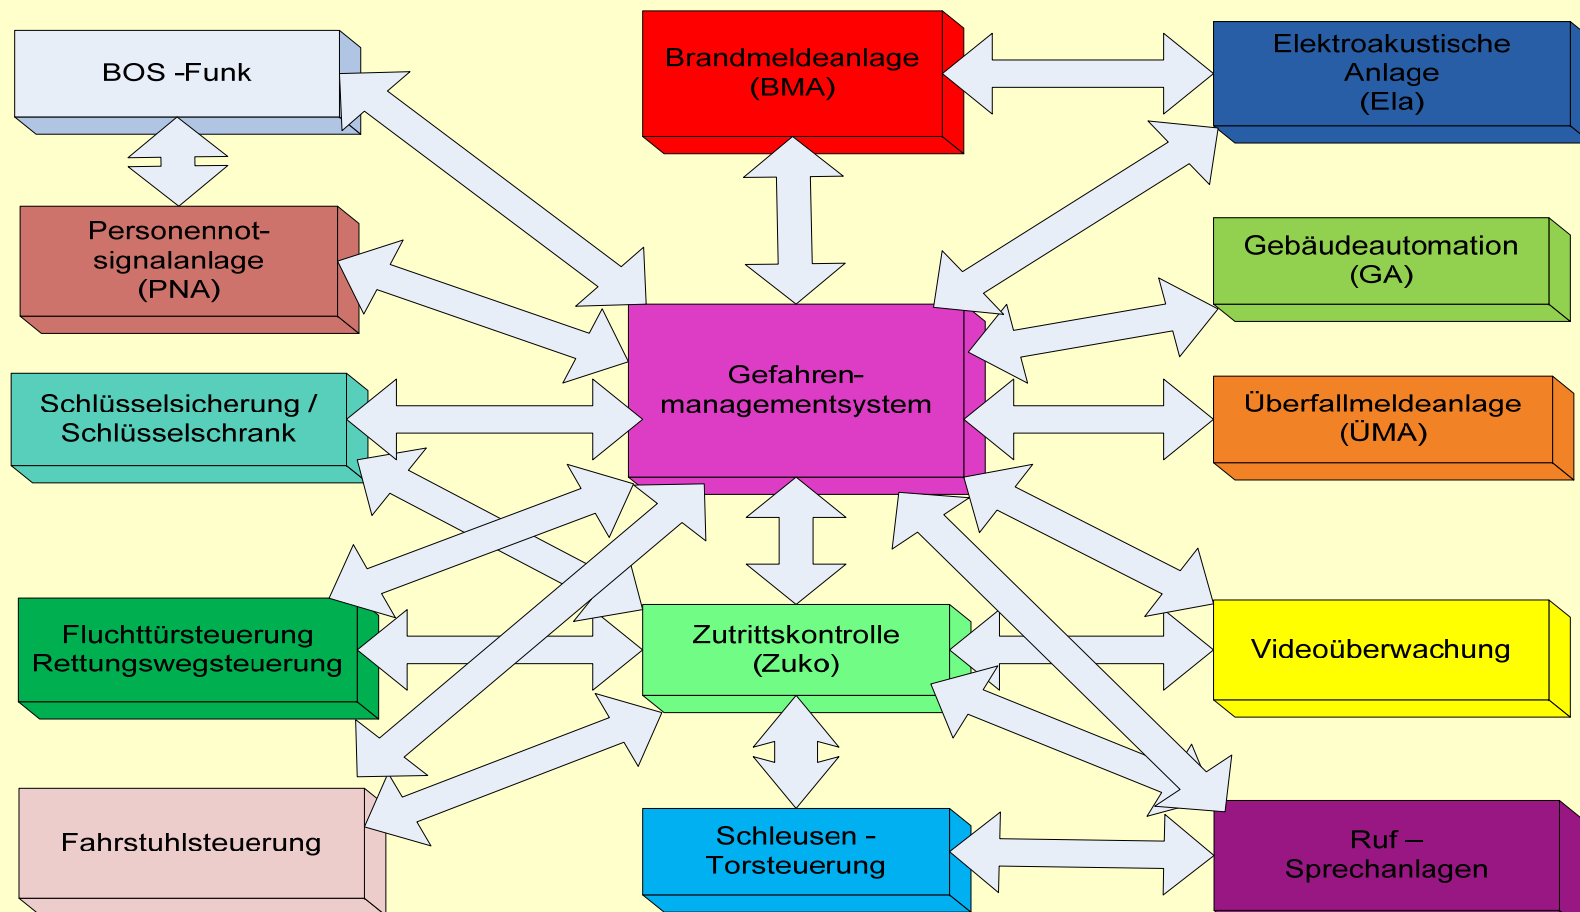 BOS -Funk
Brandmeldeanlage
(BMA)
Elektroakustische
Anlage
(Ela)
Personennot-
signalanlage
(PNA)
Gebäudeautomation
(GA)
Gefahren-
managementsystem
Schlüsselsicherung /
Schlüsselschrank
Überfallmeldeanlage
(ÜMA)
Fluchttürsteuerung
Rettungswegsteuerung
Zutrittskontrolle
(Zuko)
Videoüberwachung
Fahrstuhlsteuerung
Schleusen -
Torsteuerung
Ruf –
Sprechanlagen